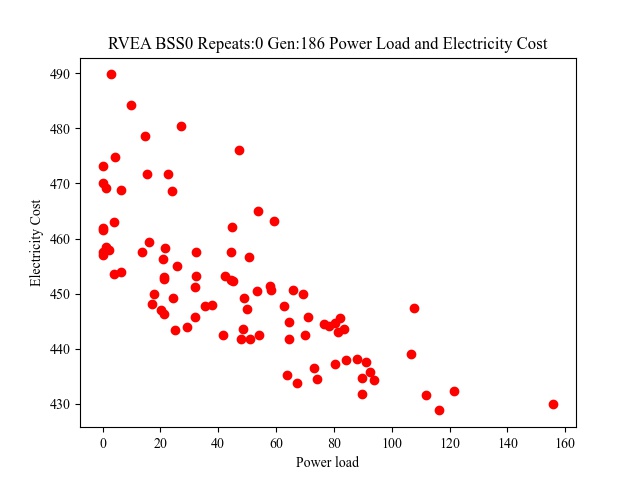 RVEA BSS0 Repeats:0 Gen:186 Power Load and Electricity Cost
490
480
470
460
450
440
430
Electricity Cost
0 20 40 60 80 100 120 140 160
Power load